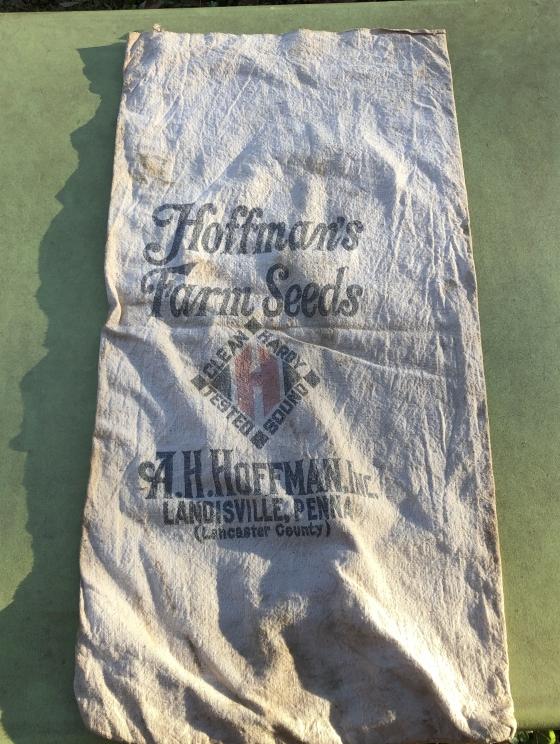 Hoffman's
Farm Seeds
CLEAN HARDY
H
TESTED SOUND
A.H. HOFFMAN, INC.
LANDISVILLE, PENNA
(Lancaster County)